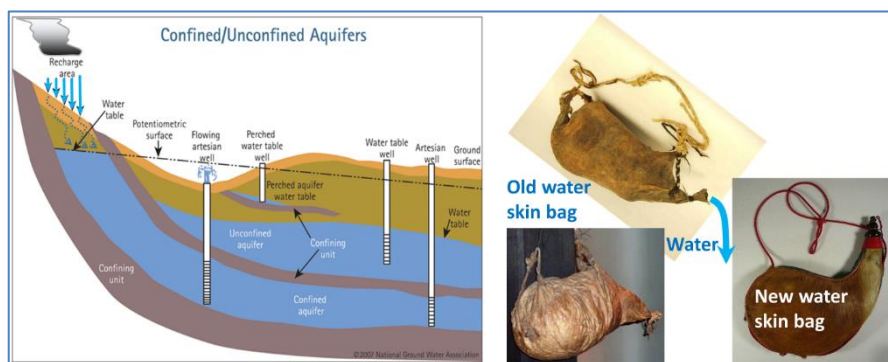 Confined/Unconfined Aquifers
Recharge
area
Water
table
Potentiometric
surface
Flowing
artesian
well
Perched
water table
well
Water table
well
Artesian
well
Ground
surface
Perched aquifer
water table
Water
table
Unconfined
aquifer
Confining
unit
Confining
unit
Confined
aquifer
©2007 National Ground Water Association
Old water
skin bag
Water
New water
skin bag